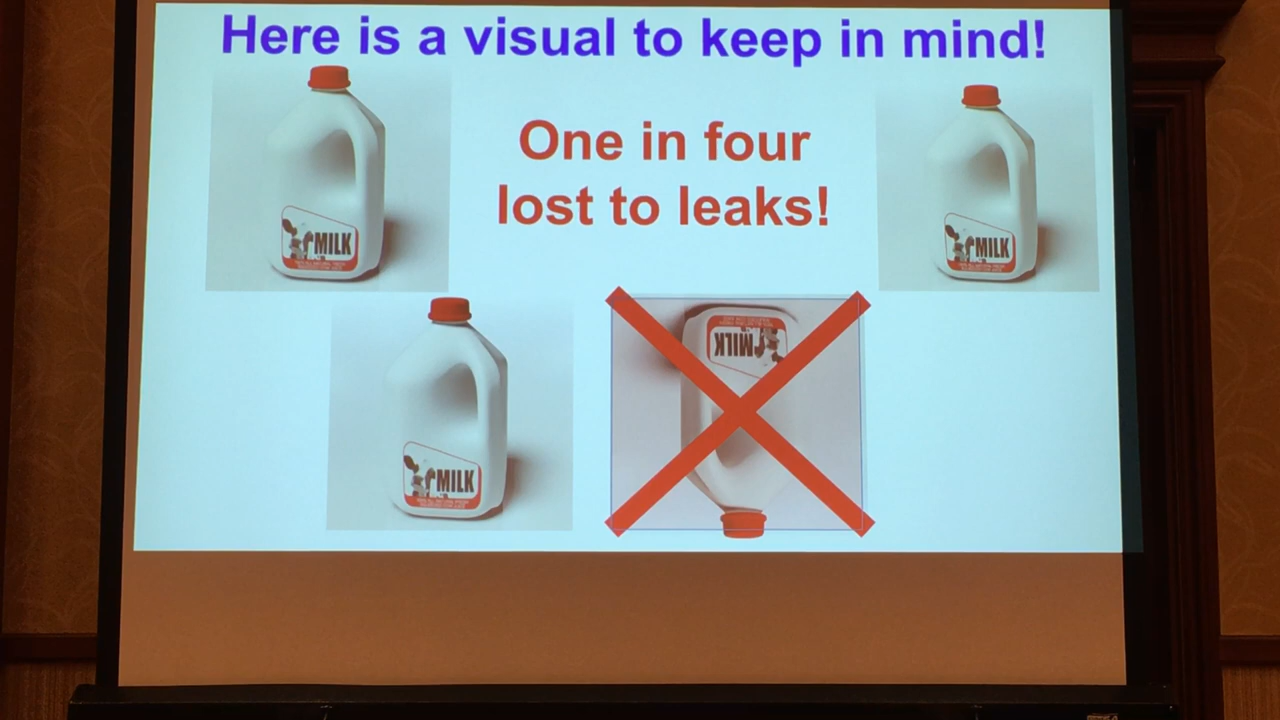 Here is a visual to keep in mind!
One in four
lost to leaks!
MILK
MILK
MILK
MILK